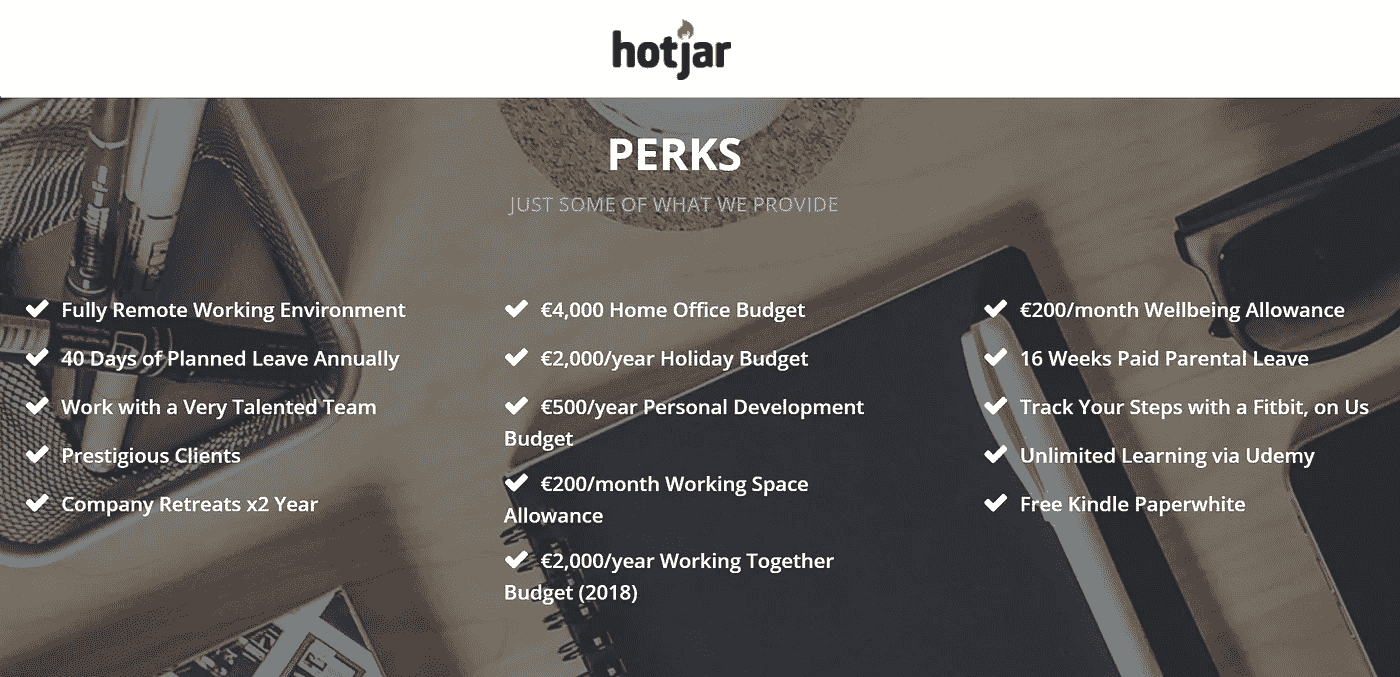 hotjar
PERKS
JUST SOME OF WHAT WE PROVIDE
Fully Remote Working Environment
40 Days of Planned Leave Annually
Work with a Very Talented Team
Prestigious Clients
Company Retreats x2 Year
€4,000 Home Office Budget
€2,000/year Holiday Budget
€500/year Personal Development
Budget
€200/month Working Space
Allowance
€2,000/year Working Together
Budget (2018)
€200/month Wellbeing Allowance
16 Weeks Paid Parental Leave
Track Your Steps with a Fitbit, on Us
Unlimited Learning via Udemy
Free Kindle Paperwhite